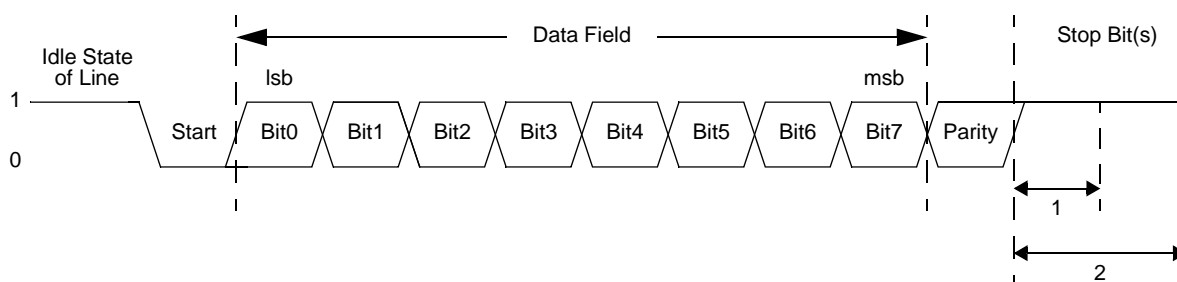 Data Field
Stop Bit(s)
Idle State
of Line
lsb
msb
1
Start
Bit0
Bit1
Bit2
Bit3
Bit4
Bit5
Bit6
Bit7
Parity
0
1
2